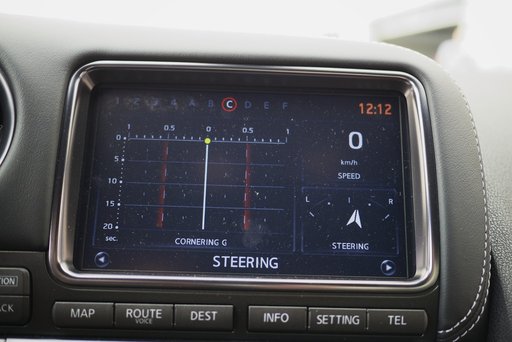 1 2 3 4 A B C D E F
12:12
1 0.5 0 0.5 1
0
5
10
15
20
sec.
CORNERING G
0
km/h
SPEED
L R
STEERING
STEERING
MAP
ROUTE
VOICE
DEST
INFO
SETTING
TEL
ACK